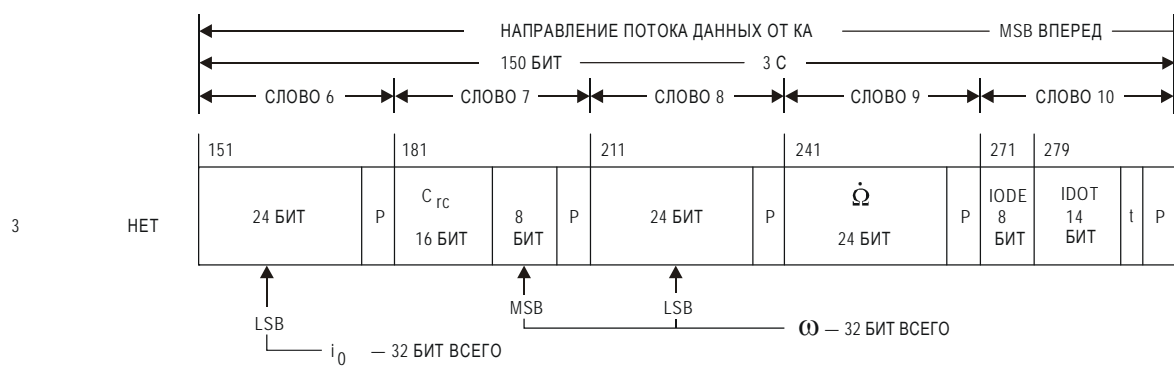 НАПРАВЛЕНИЕ ПОТОКА ДАННЫХ ОТ КА MSB ВПЕРЕД
150 БИТ 3 С
СЛОВО 6 СЛОВО 7 СЛОВО 8 СЛОВО 9 СЛОВО 10
151 181 211 241 271 279
3 НЕТ 24 БИТ P C rc 16 БИТ 8 БИТ P 24 БИТ P Ω̇ 24 БИТ P IODE 8 БИТ IDOT 14 БИТ t P
LSB MSB LSB
ω — 32 БИТ ВСЕГО
i0 — 32 БИТ ВСЕГО